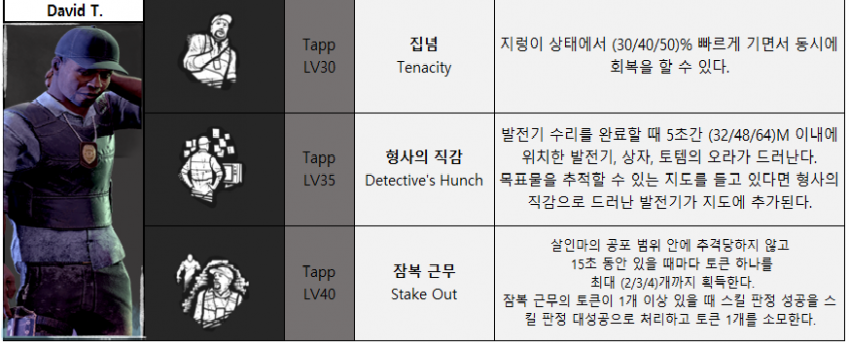 David T.
Tapp
LV30
집념
Tenacity
지렁이 상태에서 (30/40/50)% 빠르게 기면서 동시에
회복을 할 수 있다.
Tapp
LV35
형사의 직감
Detective's Hunch
발전기 수리를 완료할 때 5초간 (32/48/64)M 이내에
위치한 발전기, 상자, 토템의 오라가 드러난다.
목표물을 추적할 수 있는 지도를 들고 있다면 형사의
직감으로 드러난 발전기가 지도에 추가된다.
Tapp
LV40
잠복 근무
Stake Out
살인마의 공포 범위 안에 추격당하지 않고
15초 동안 있을 때마다 토큰 하나를
최대 (2/3/4)개까지 획득한다.
잠복 근무의 토큰이 1개 이상 있을 때 스킬 판정 성공을 스
킬 판정 대성공으로 처리하고 토큰 1개를 소모한다.